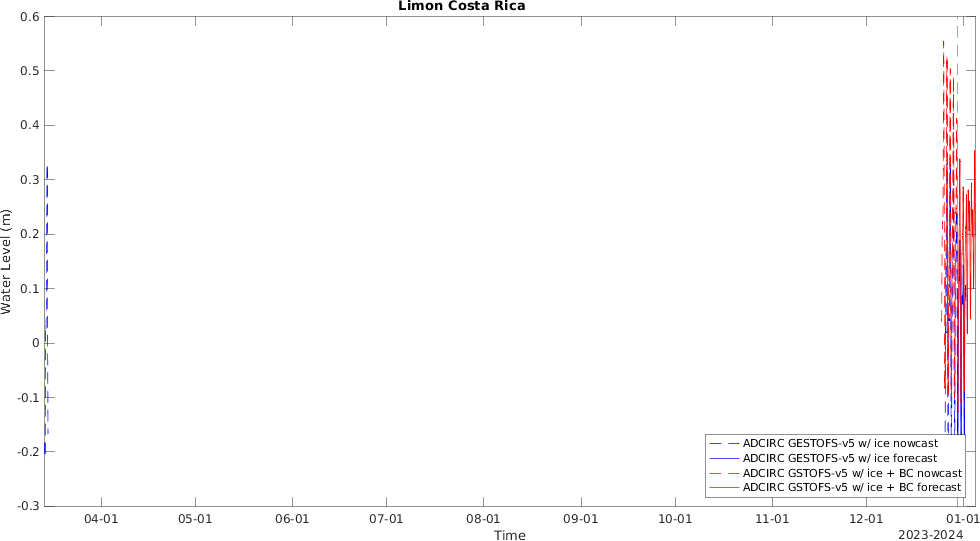 Limon Costa Rica
0.6
0.5
0.4
0.3
0.2
0.1
0
-0.1
-0.2
-0.3
Water Level (m)
04-01 05-01 06-01 07-01 08-01 09-01 10-01 11-01 12-01 01-01
Time
2023-2024
ADCIRC GESTOFS-v5 w/ ice nowcast
ADCIRC GESTOFS-v5 w/ ice forecast
ADCIRC GSTOFS-v5 w/ ice + BC nowcast
ADCIRC GSTOFS-v5 w/ ice + BC forecast